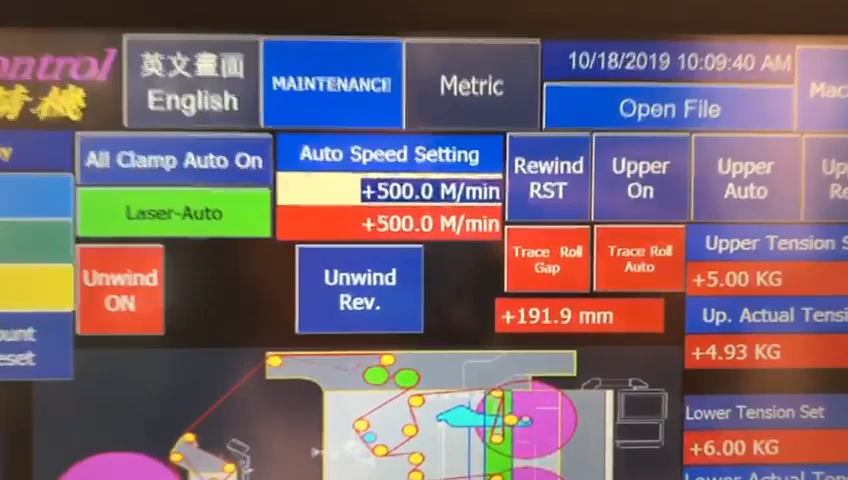 英文畫面
English
MAINTENANCE
Metric
10/18/2019 10:09:40 AM
Open File
All Clamp Auto On
Laser-Auto
Auto Speed Setting
+500.0 M/min
+500.0 M/min
Rewind
RST
Upper
On
Upper
Auto
Unwind
ON
Unwind
Rev.
Trace Roll
Gap
Trace Roll
Auto
+191.9 mm
Upper Tension S
+5.00 KG
Up. Actual Tensi
+4.93 KG
Lower Tension Set
+6.00 KG
Lower Actual Tens